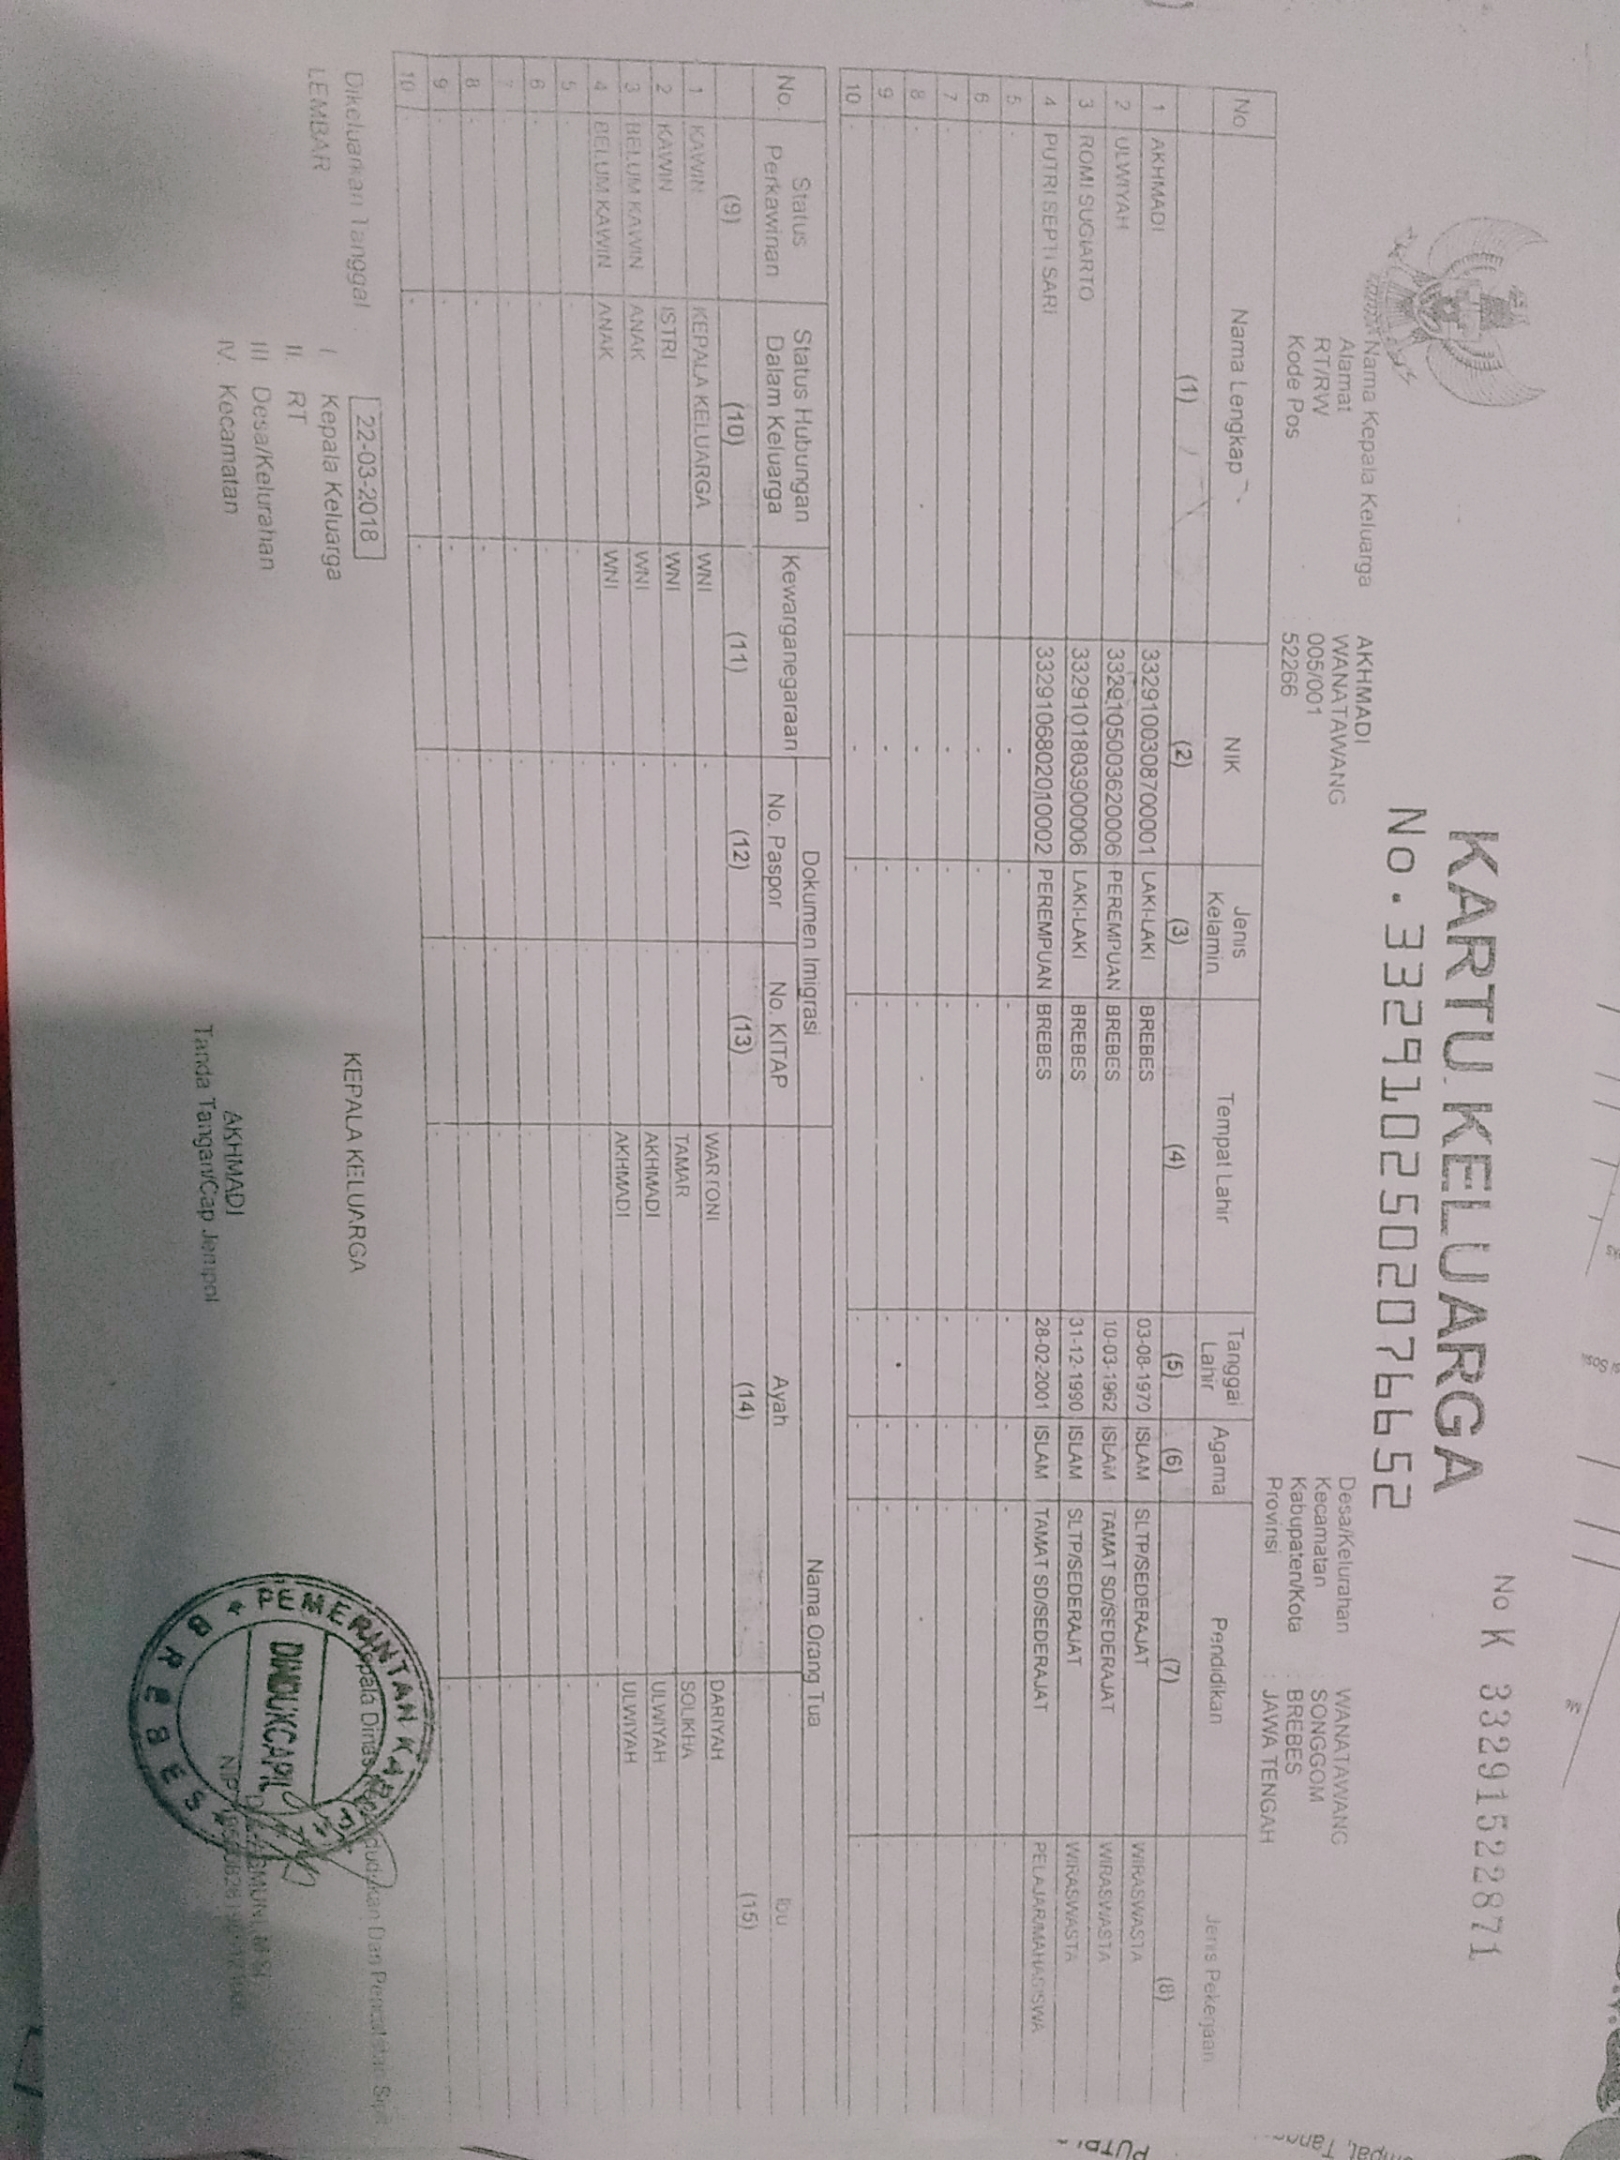 No K 33291522871
KARTU KELUARGA
No.3329102502076652
Nama Kepala Keluarga AKHMADI
Alamat : WANATAWANG
RT/RW : 005/001
Kode Pos : 52266
Desa/Kelurahan : WANATAWANG
Kecamatan : SONGGOM
Kabupaten/Kota : BREBES
Provinsi : JAWA TENGAH
No Nama Lengkap NIK Jenis Kelamin Tempat Lahir Tanggal Lahir Agama Pendidikan Jenis Pekerjaan
(1) (2) (3) (4) (5) (6) (7) (8)
1 AKHMADI 3329100308700001 LAKI-LAKI BREBES 03-08-1970 ISLAM SLTP/SEDERAJAT WIRASWASTA
2 ULWIYAH 3329105003620006 PEREMPUAN BREBES 10-03-1962 ISLAM TAMAT SD/SEDERAJAT WIRASWASTA
3 ROMI SUGIARTO 3329101803900006 LAKI-LAKI BREBES 31-12-1990 ISLAM SLTP/SEDERAJAT WIRASWASTA
4 PUTRI SEPTI SARI 3329106802010002 PEREMPUAN BREBES 28-02-2001 ISLAM TAMAT SD/SEDERAJAT PELAJAR/MAHASISWA
5 - - - - - - - -
6 - - - - - - - -
7 - - - - - - - -
8 - - - - - - - -
9 - - - - - - - -
10 - - - - - - - -
No. Status Perkawinan Status Hubungan Dalam Keluarga Kewarganegaraan Dokumen Imigrasi Nama Orang Tua
No. Paspor No. KITAP Ayah Ibu
(9) (10) (11) (12) (13) (14) (15)
1 KAWIN KEPALA KELUARGA WNI - - WARTONI DARIYAH
2 KAWIN ISTRI WNI - - TAMAR SOLIKHA
3 BELUM KAWIN ANAK WNI - - AKHMADI ULWIYAH
4 BELUM KAWIN ANAK WNI - - AKHMADI ULWIYAH
5 - - - - - - -
6 - - - - - - -
7 - - - - - - -
8 - - - - - - -
9 - - - - - - -
10 - - - - - - -
Dikeluarkan Tanggal : 22-03-2018
LEMBAR I. Kepala Keluarga
II. RT
III. Desa/Kelurahan
IV. Kecamatan
KEPALA KELUARGA
AKHMADI
Tanda Tangan/Cap Jempol
Kepala Dinas Kependudukan Dan Pencatatan Sipil
PEMERINTAH KABUPATEN
DINDUKCAPIL
BREBES
NIP